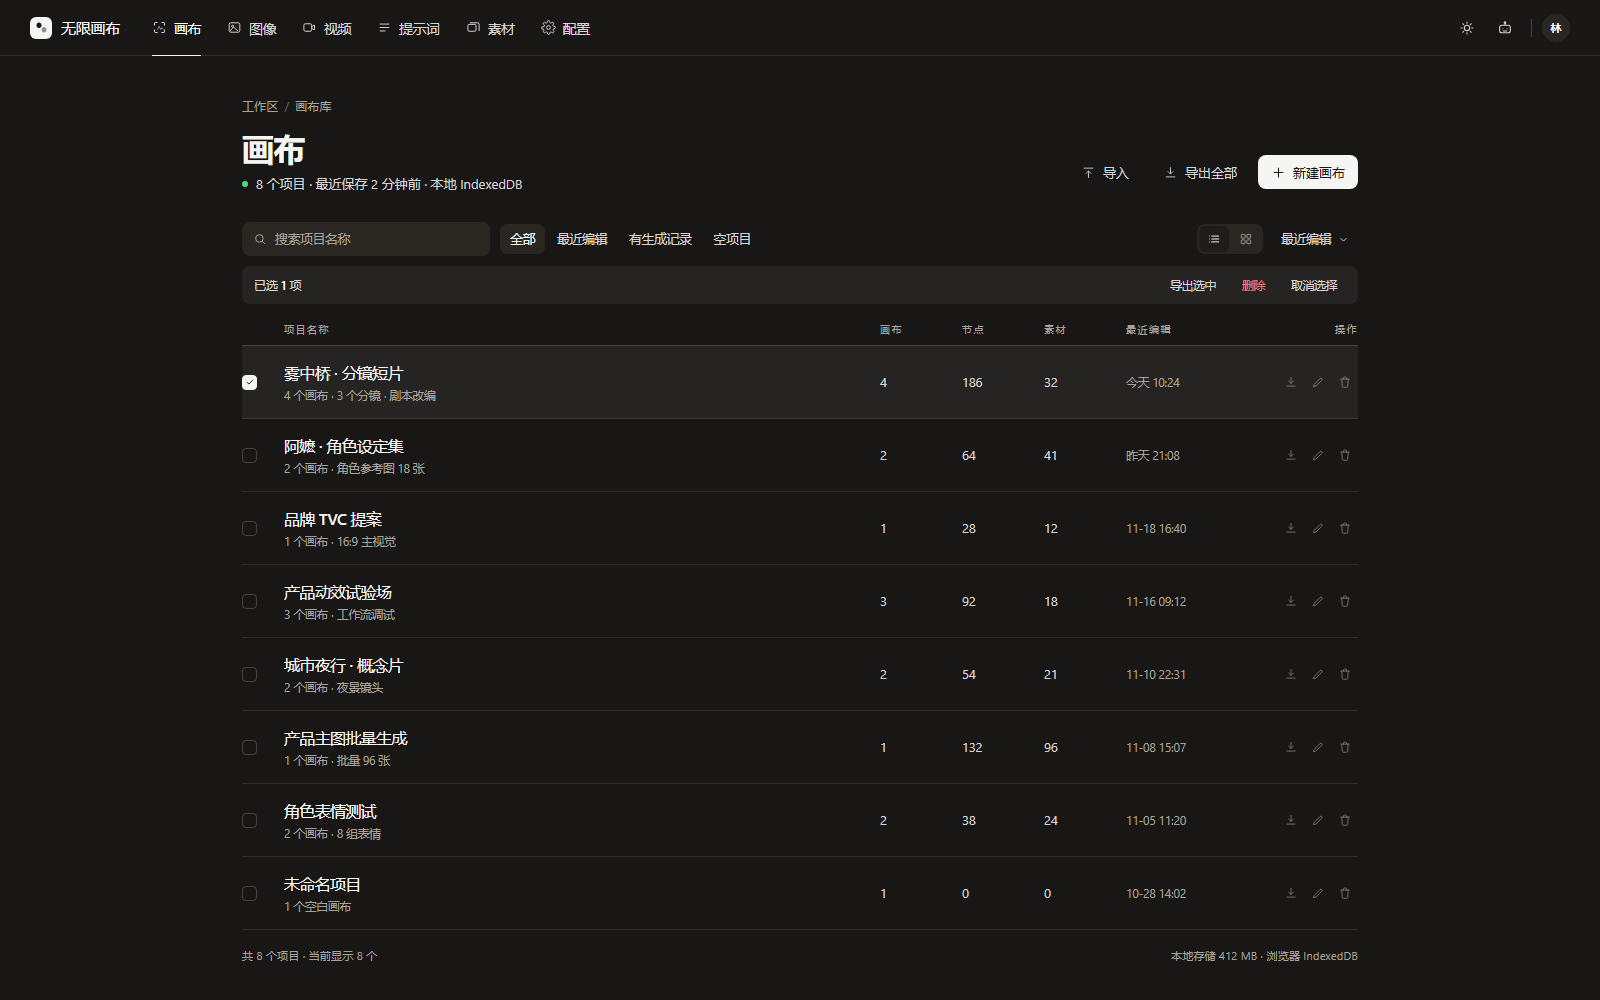 无限画布 画布 图像 视频 提示词 素材 配置 林
工作区 / 画布库
画布
8 个项目 · 最近保存 2 分钟前 · 本地 IndexedDB
导入 导出全部 新建画布
搜索项目名称 全部 最近编辑 有生成记录 空项目 最近编辑
已选 1 项 导出选中 删除 取消选择
项目名称 画布 节点 素材 最近编辑 操作
雾中桥 · 分镜短片
4 个画布 · 3 个分镜 · 剧本改编
4 186 32 今天 10:24
阿嬷 · 角色设定集
2 个画布 · 角色参考图 18 张
2 64 41 昨天 21:08
品牌 TVC 提案
1 个画布 · 16:9 主视觉
1 28 12 11-18 16:40
产品动效试验场
3 个画布 · 工作流调试
3 92 18 11-16 09:12
城市夜行 · 概念片
2 个画布 · 夜景镜头
2 54 21 11-10 22:31
产品主图批量生成
1 个画布 · 批量 96 张
1 132 96 11-08 15:07
角色表情测试
2 个画布 · 8 组表情
2 38 24 11-05 11:20
未命名项目
1 个空白画布
1 0 0 10-28 14:02
共 8 个项目 · 当前显示 8 个 本地存储 412 MB · 浏览器 IndexedDB